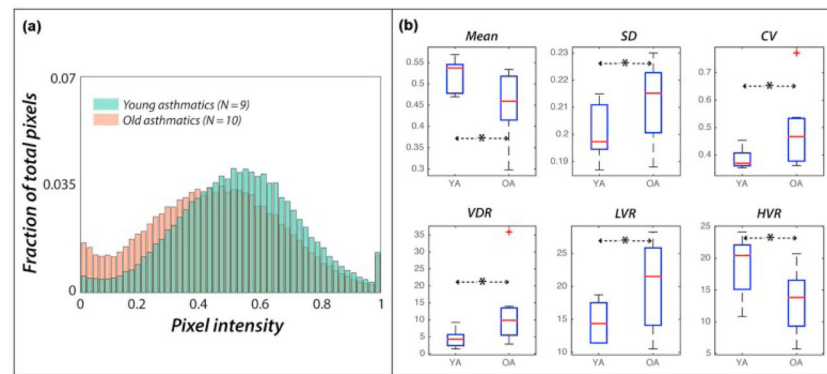 (a)
0.07
Young asthmatics (N = 9)
Old asthmatics (N = 10)
0.035
Fraction of total pixels
0
0 0.2 0.4 0.6 0.8 1
Pixel intensity
(b)
Mean SD CV
0.55
0.5
0.45
0.4
0.35
0.3
*
YA OA
0.23
0.22
0.21
0.2
0.19
*
YA OA
0.7
0.6
0.5
0.4
*
YA OA
VDR LVR HVR
35
30
25
20
15
10
5
0
*
YA OA
25
20
15
10
*
YA OA
25
20
15
10
5
*
YA OA